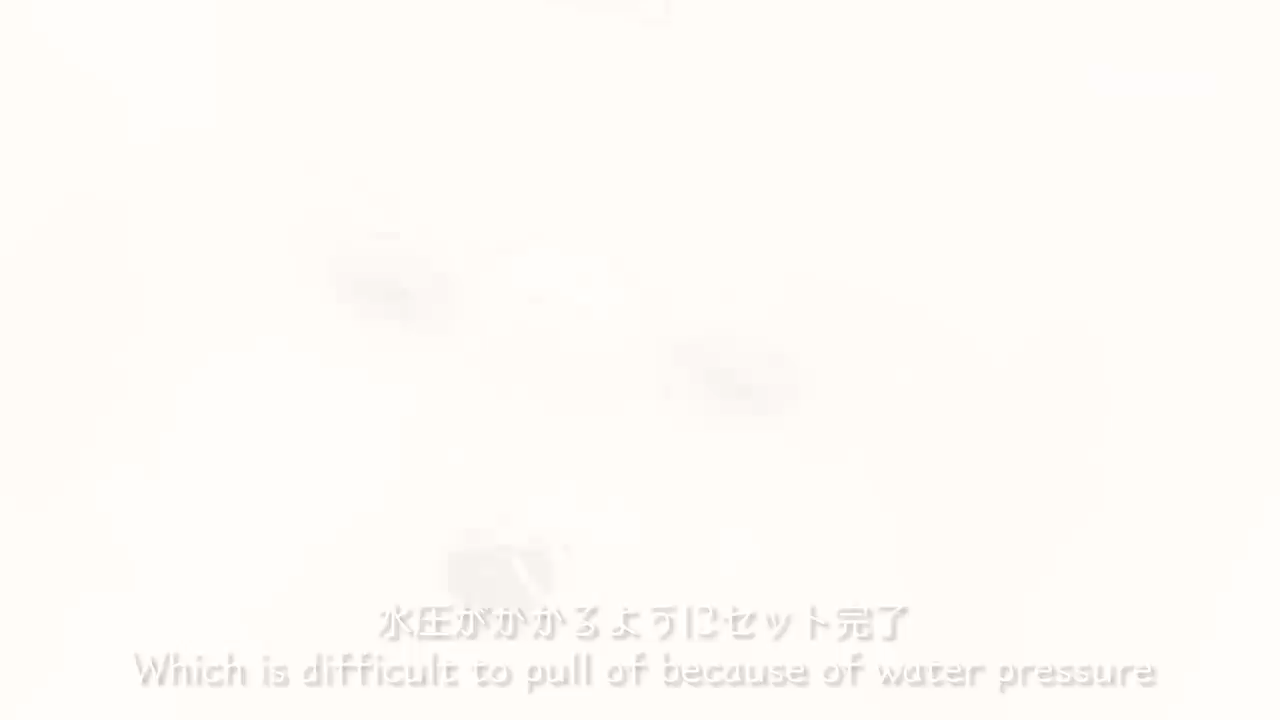 水圧がかかるようにセット完了
Which is difficult to pull of because of water pressure